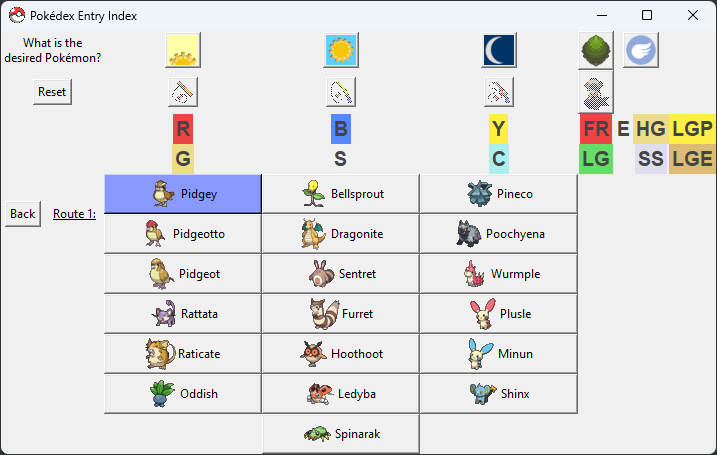 Pokédex Entry Index
What is the
desired Pokémon?
Reset
R B Y FR E HG LGP
G S C LG SS LGE
Back Route 1: Pidgey Bellsprout Pineco
Pidgeotto Dragonite Poochyena
Pidgeot Sentret Wurmple
Rattata Furret Plusle
Raticate Hoothoot Minun
Oddish Ledyba Shinx
Spinarak